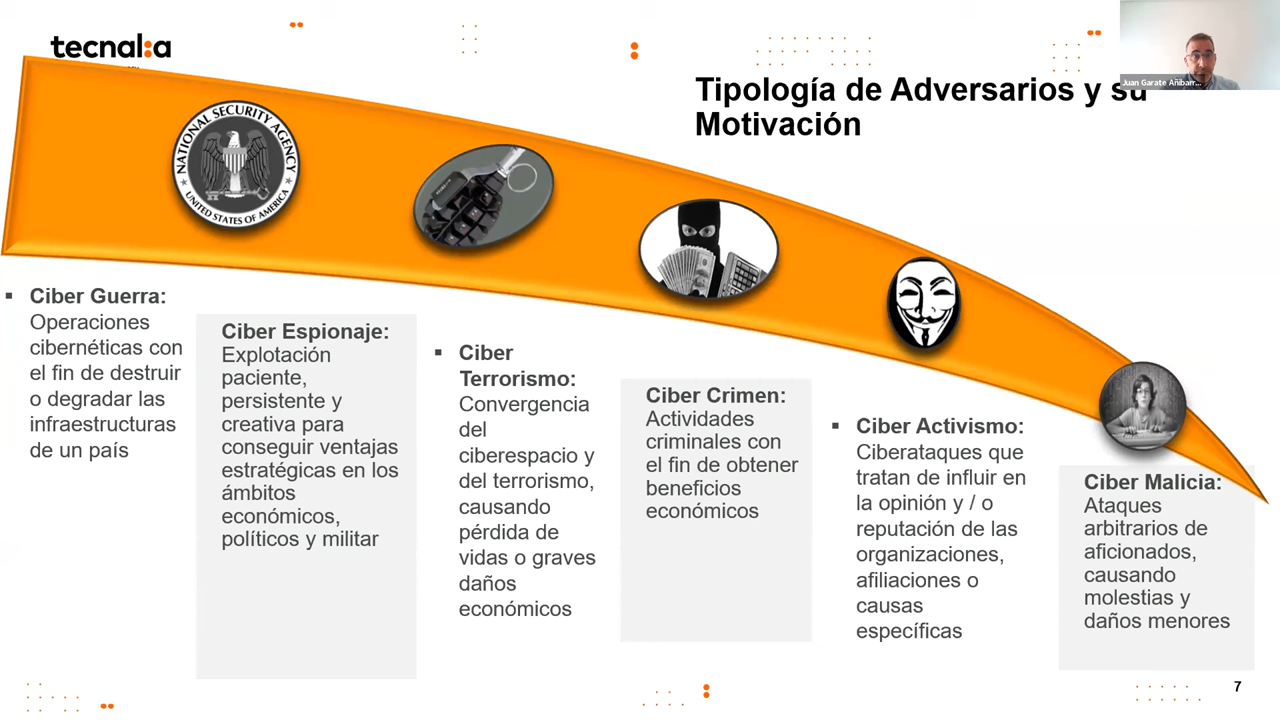 tecnal:a
Juan Garate Añibarr...
Tipología de Adversarios y su
Motivación
NATIONAL SECURITY AGENCY
UNITED STATES OF AMERICA
▪ Ciber Guerra:
Operaciones
cibernéticas con
el fin de destruir
o degradar las
infraestructuras
de un país
Ciber Espionaje:
Explotación
paciente,
persistente y
creativa para
conseguir ventajas
estratégicas en los
ámbitos
económicos,
políticos y militar
▪ Ciber
Terrorismo:
Convergencia
del
ciberespacio y
del terrorismo,
causando
pérdida de
vidas o graves
daños
económicos
Ciber Crimen:
Actividades
criminales con
el fin de obtener
beneficios
económicos
▪ Ciber Activismo:
Ciberataques que
tratan de influir en
la opinión y / o
reputación de las
organizaciones,
afiliaciones o
causas
específicas
Ciber Malicia:
Ataques
arbitrarios de
aficionados,
causando
molestias y
daños menores
7